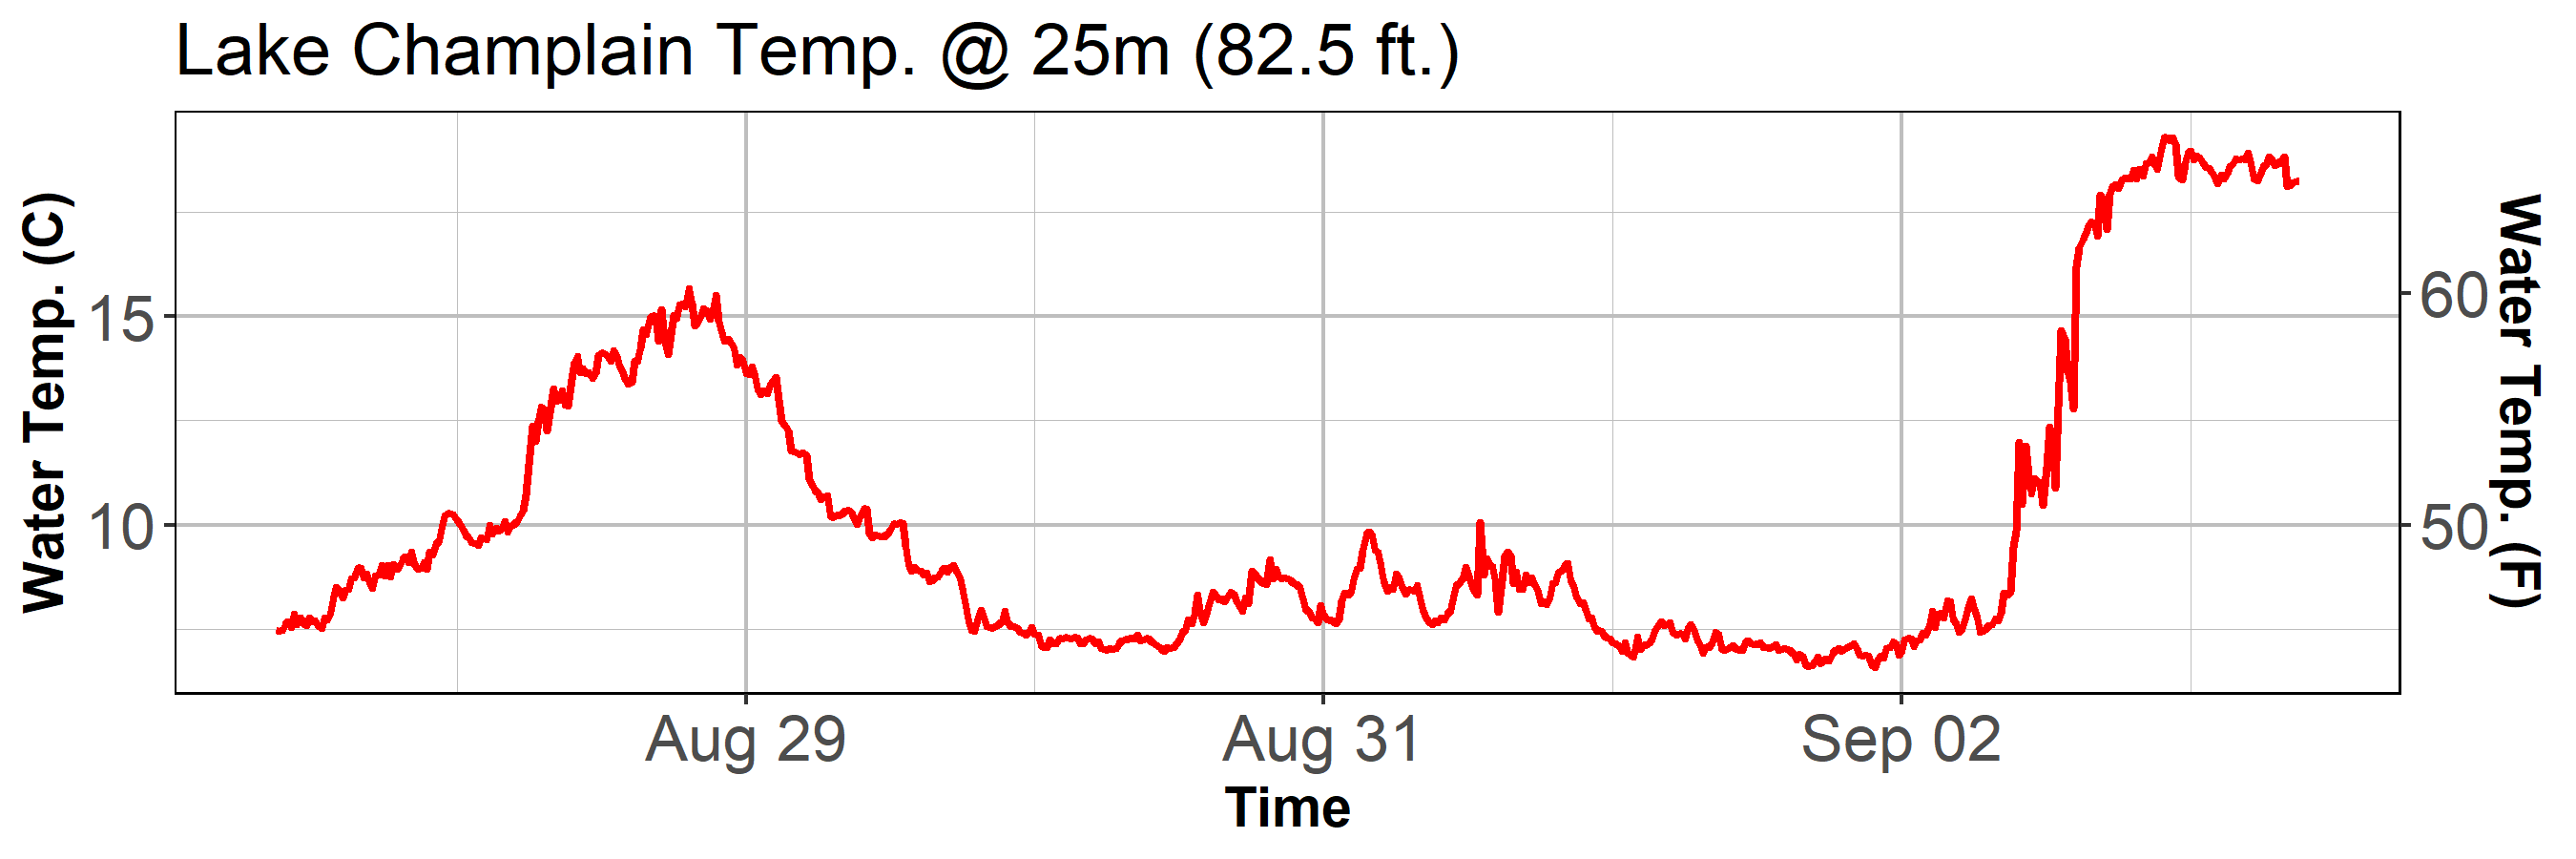 Lake Champlain Temp. @ 25m (82.5 ft.)
Water Temp. (C)
15
10
60
50
Water Temp. (F)
Aug 29
Aug 31
Sep 02
Time